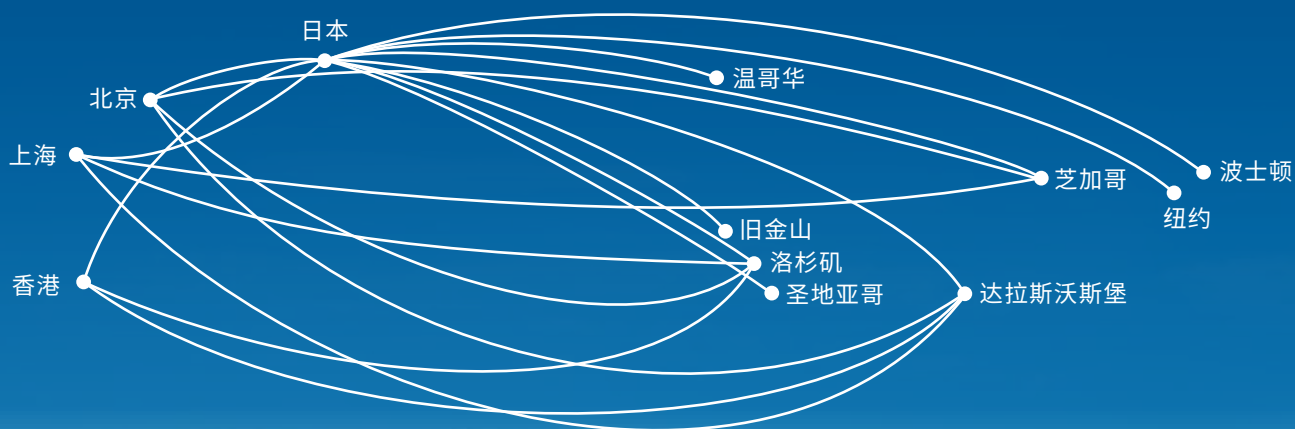 日本
温哥华
北京
上海
波士顿
芝加哥
纽约
旧金山
洛杉矶
香港
圣地亚哥
达拉斯沃斯堡